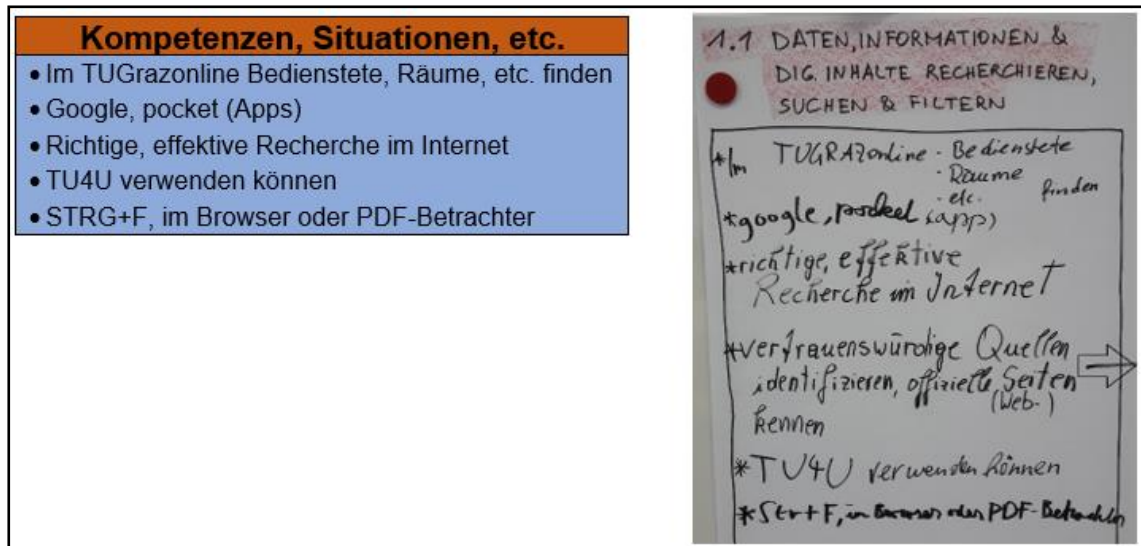 Kompetenzen, Situationen, etc.
• Im TUGrazonline Bedienstete, Räume, etc. finden
• Google, pocket (Apps)
• Richtige, effektive Recherche im Internet
• TU4U verwenden können
• STRG+F, im Browser oder PDF-Betrachter
1.1 DATEN, INFORMATIONEN &
DIG. INHALTE RECHERCHIEREN,
SUCHEN & FILTERN
*Im TUGRAZonline · Bedienstete
· Räume
· etc. finden
*google, pocket (app)
*richtige, effektive
Recherche im Internet
*vertrauenswürdige Quellen
identifizieren, offizielle Seiten
(Web-)
kennen
*TU4U verwenden können
*Str+F, in Browser oder PDF-Betrachter